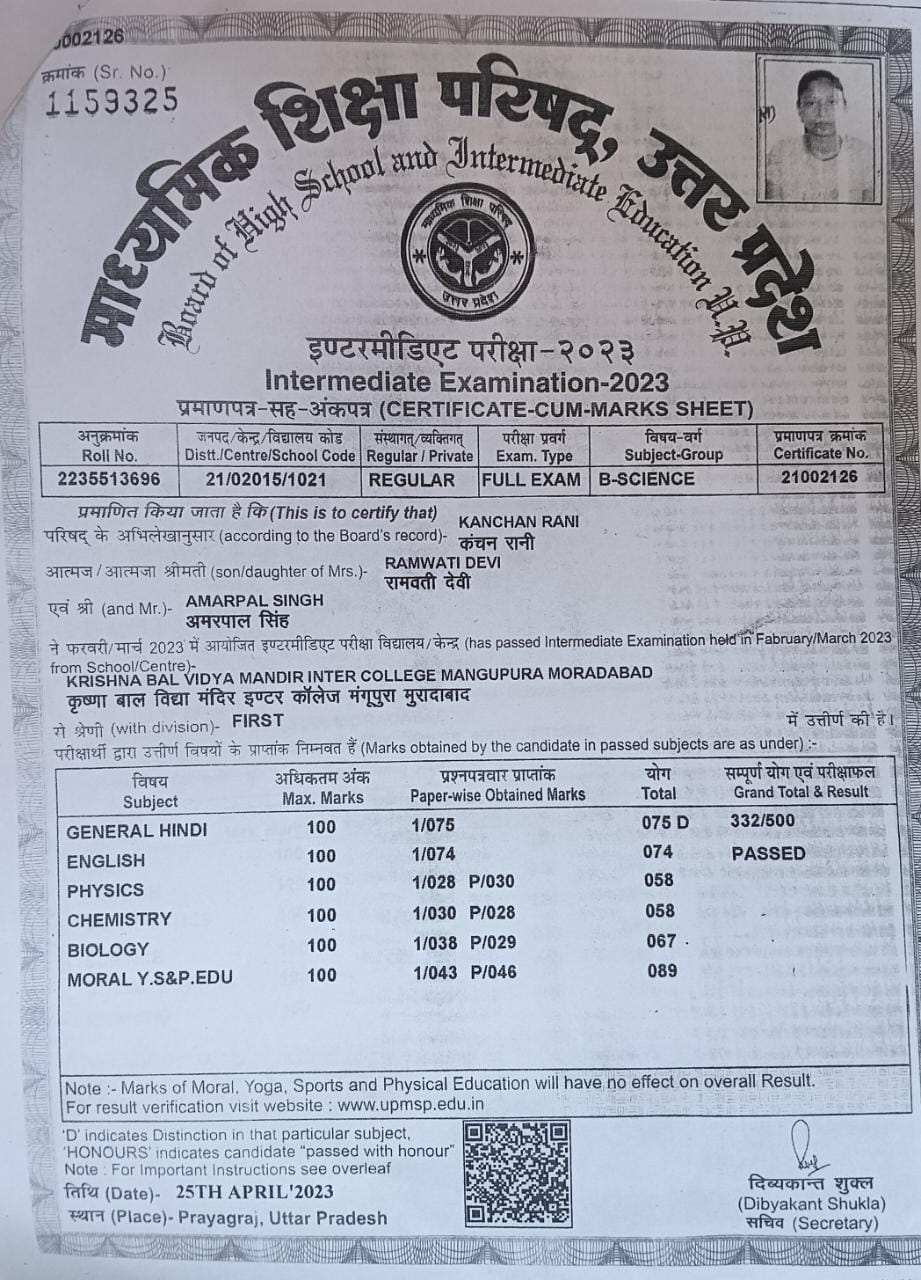 0002126
क्रमांक (Sr. No.)
1159325
माध्यमिक शिक्षा परिषद्, उत्तर प्रदेश
Board of High School and Intermediate Education U.P.
माध्यमिक शिक्षा परिषद
उत्तर प्रदेश
इण्टरमीडिएट परीक्षा-२०२३
Intermediate Examination-2023
प्रमाणपत्र-सह-अंकपत्र (CERTIFICATE-CUM-MARKS SHEET)
अनुक्रमांक जनपद/केन्द्र/विद्यालय कोड संस्थागत्/व्यक्तिगत् परीक्षा प्रवर्ग विषय-वर्ग प्रमाणपत्र क्रमांक
Roll No. Distt./Centre/School Code Regular / Private Exam. Type Subject-Group Certificate No.
2235513696 21/02015/1021 REGULAR FULL EXAM B-SCIENCE 21002126
प्रमाणित किया जाता है कि (This is to certify that)
परिषद् के अभिलेखानुसार (according to the Board's record)- KANCHAN RANI
कंचन रानी
आत्मज/आत्मजा श्रीमती (son/daughter of Mrs.)- RAMWATI DEVI
रामवती देवी
एवं श्री (and Mr.)- AMARPAL SINGH
अमरपाल सिंह
ने फरवरी/मार्च 2023 में आयोजित इण्टरमीडिएट परीक्षा विद्यालय/केन्द्र (has passed Intermediate Examination held in Fabruary/March 2023
from School/Centre)-
KRISHNA BAL VIDYA MANDIR INTER COLLEGE MANGUPURA MORADABAD
कृष्णा बाल विद्या मंदिर इण्टर कॉलेज मंगूपुरा मुरादाबाद
से श्रेणी (with division)- FIRST में उत्तीर्ण की है।
परीक्षार्थी द्वारा उत्तीर्ण विषयों के प्राप्तांक निम्नवत हैं (Marks obtained by the candidate in passed subjects are as under) :-
विषय अधिकतम अंक प्रश्नपत्रवार प्राप्तांक योग सम्पूर्ण योग एवं परीक्षाफल
Subject Max. Marks Paper-wise Obtained Marks Total Grand Total & Result
GENERAL HINDI 100 1/075 075 D 332/500
ENGLISH 100 1/074 074 PASSED
PHYSICS 100 1/028 P/030 058
CHEMISTRY 100 1/030 P/028 058
BIOLOGY 100 1/038 P/029 067
MORAL Y.S&P.EDU 100 1/043 P/046 089
Note :- Marks of Moral, Yoga, Sports and Physical Education will have no effect on overall Result.
For result verification visit website : www.upmsp.edu.in
'D' indicates Distinction in that particular subject,
'HONOURS' indicates candidate "passed with honour"
Note : For Important Instructions see overleaf
तिथि (Date)- 25TH APRIL'2023
स्थान (Place)- Prayagraj, Uttar Pradesh
दिव्यकान्त शुक्ल
(Dibyakant Shukla)
सचिव (Secretary)